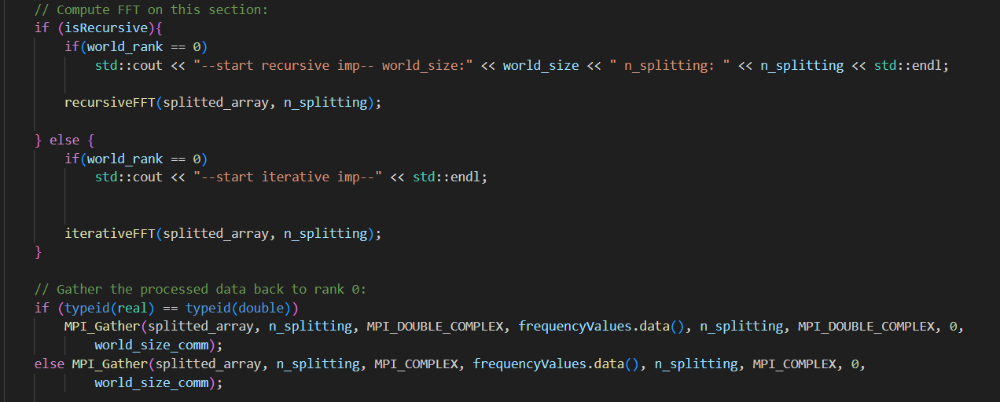 // Compute FFT on this section:
if (isRecursive){
if(world_rank == 0)
std::cout << "--start recursive imp-- world_size:" << world_size << " n_splitting: " << n_splitting << std::endl;
recursiveFFT(splitted_array, n_splitting);
} else {
if(world_rank == 0)
std::cout << "--start iterative imp--" << std::endl;
iterativeFFT(splitted_array, n_splitting);
}
// Gather the processed data back to rank 0:
if (typeid(real) == typeid(double))
MPI_Gather(splitted_array, n_splitting, MPI_DOUBLE_COMPLEX, frequencyValues.data(), n_splitting, MPI_DOUBLE_COMPLEX, 0,
world_size_comm);
else MPI_Gather(splitted_array, n_splitting, MPI_COMPLEX, frequencyValues.data(), n_splitting, MPI_COMPLEX, 0,
world_size_comm);